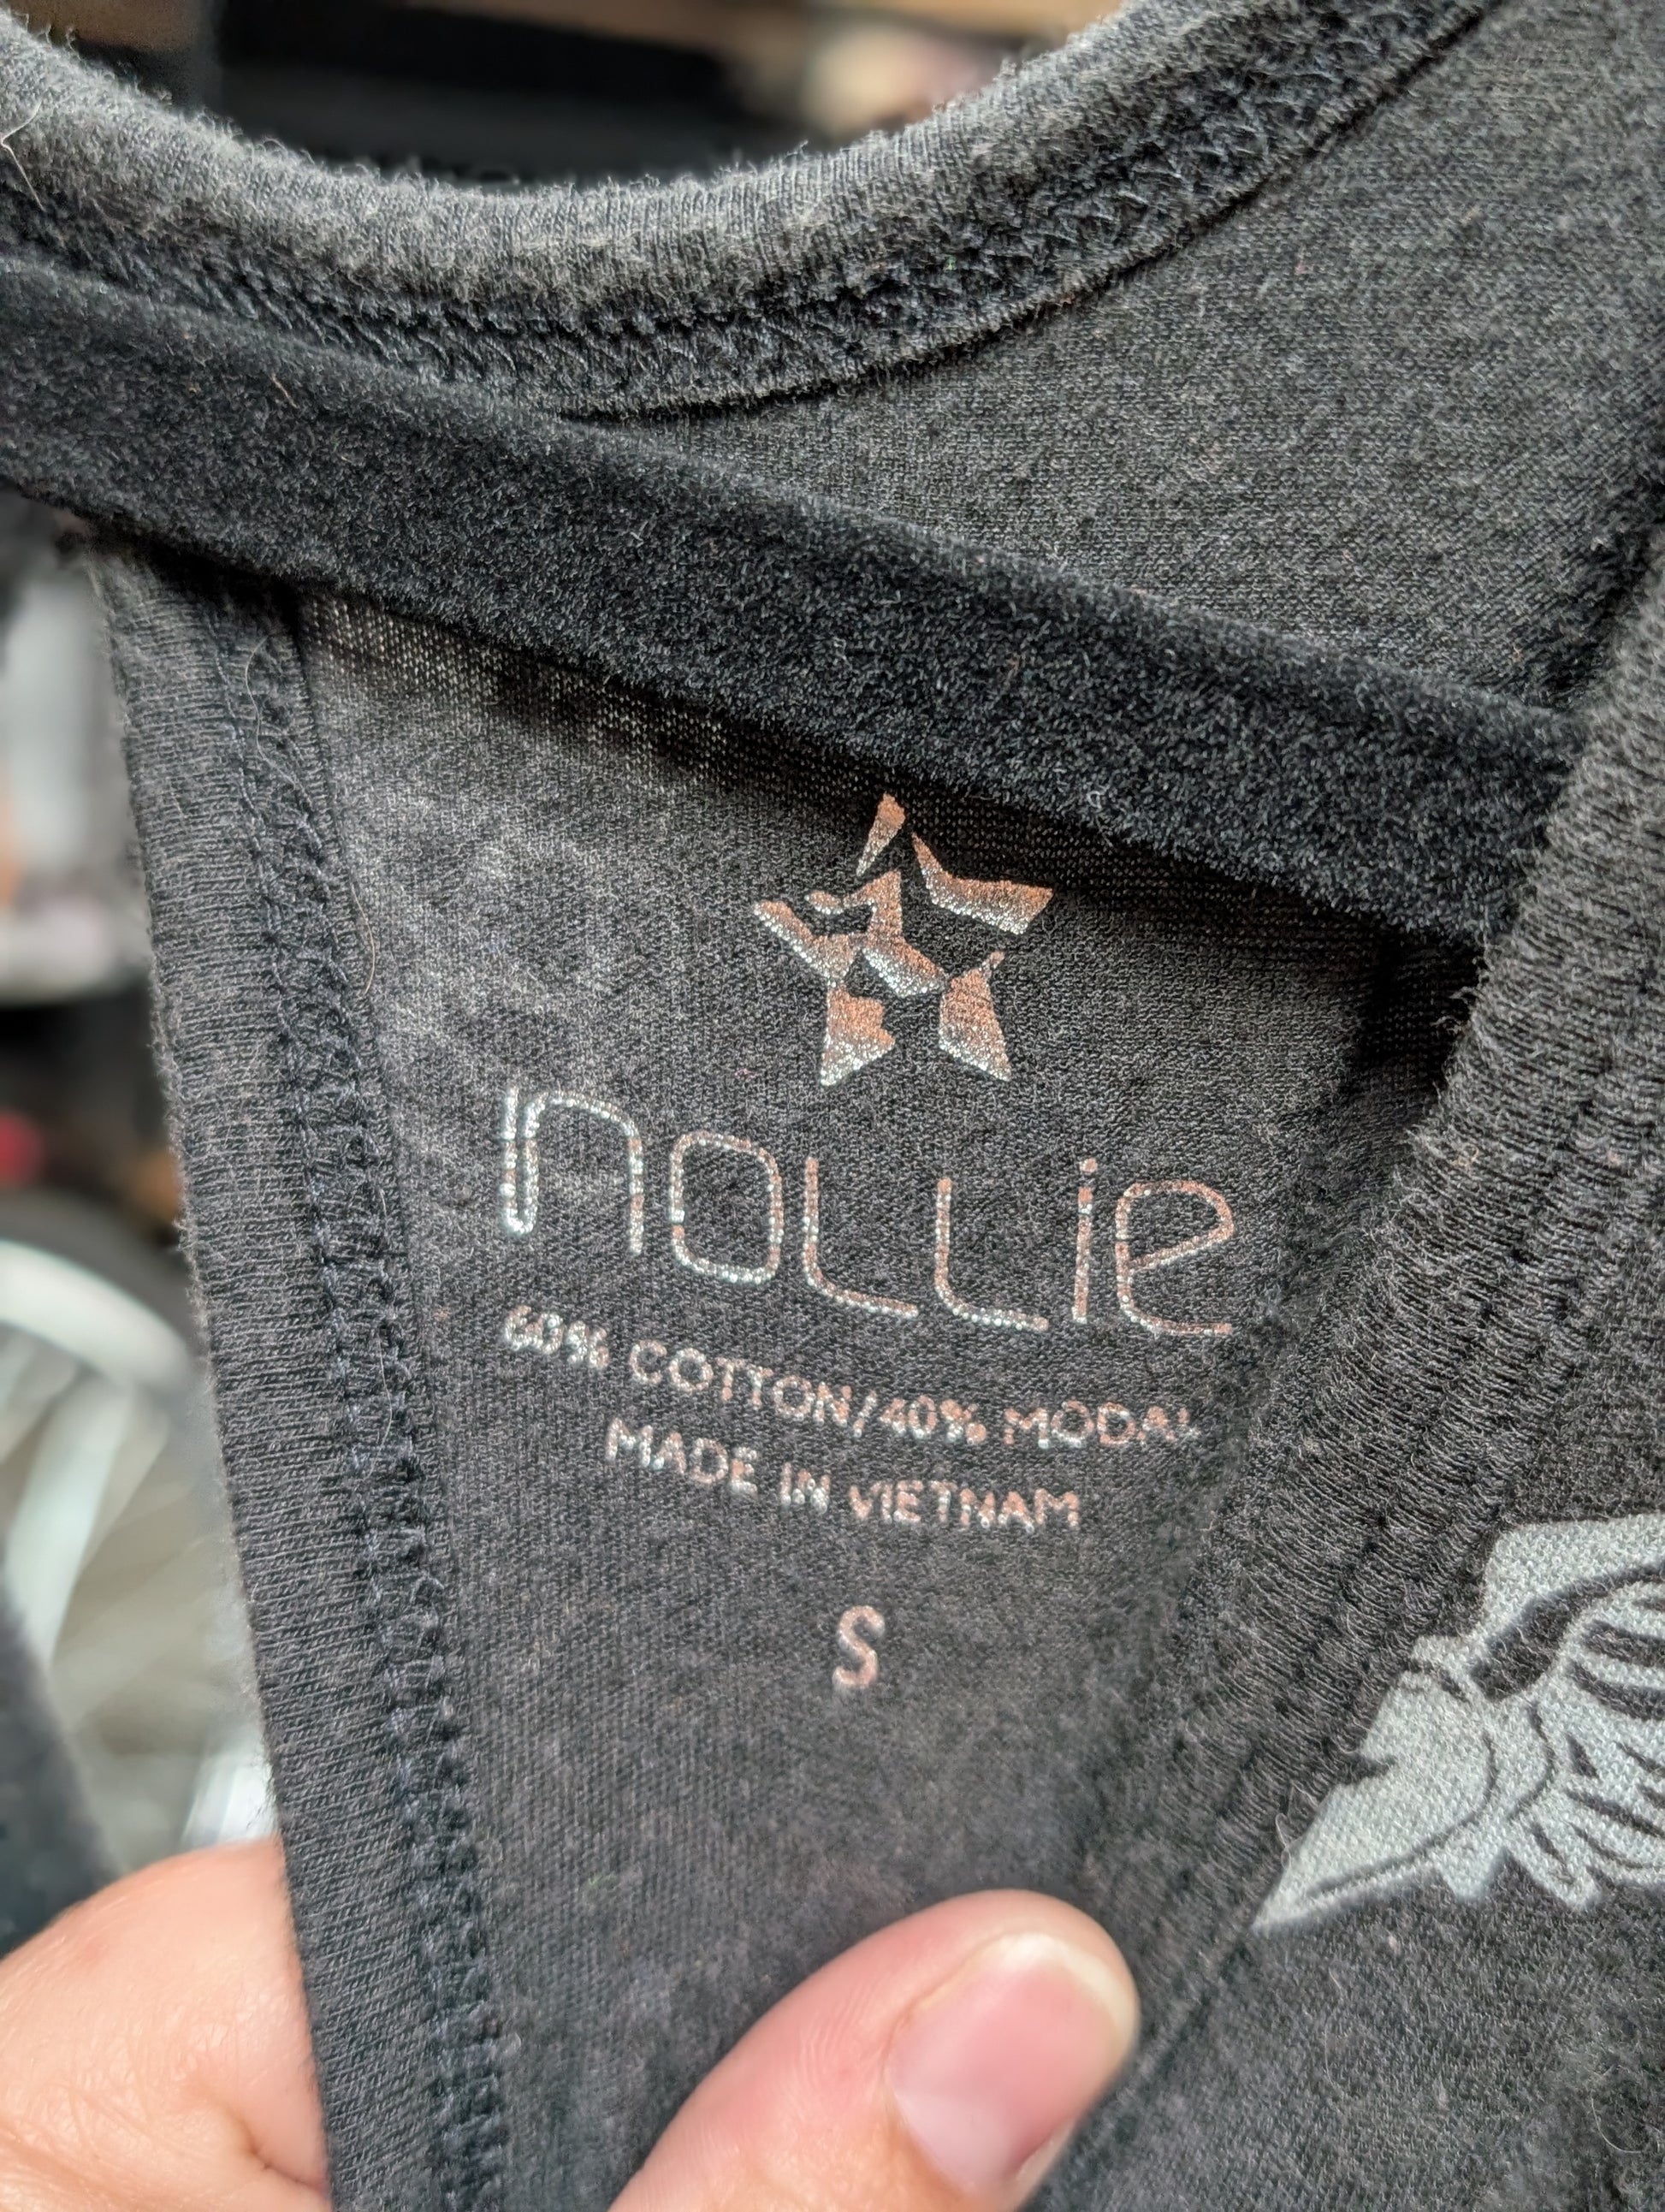 nollie
60% COTTON/40% MODAL
MADE IN VIETNAM
S